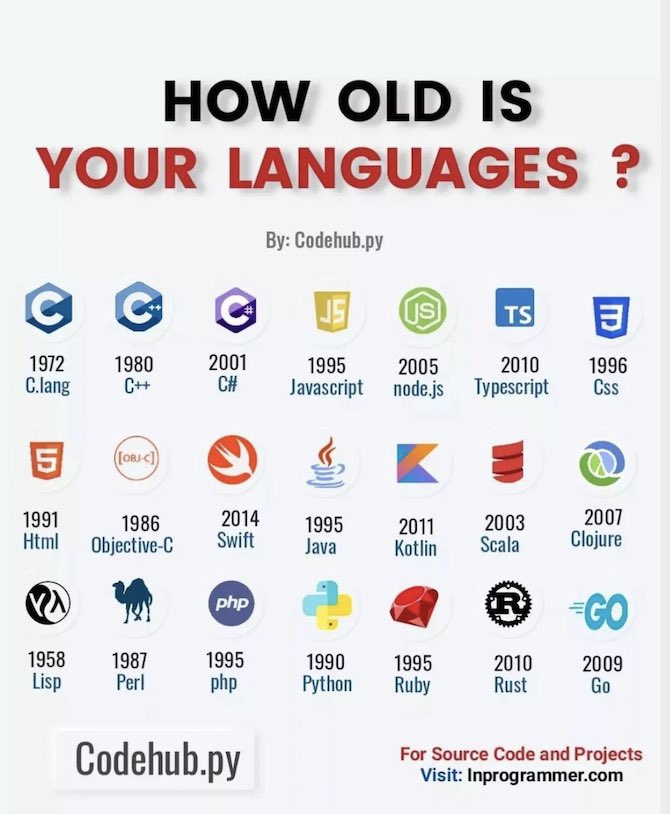 HOW OLD IS
YOUR LANGUAGES ?
By: Codehub.py
C C++ C# JS JS TS 3
1972 1980 2001 1995 2005 2010 1996
C.lang C++ C# Javascript node.js Typescript Css
5 [OBJ-C]
1991 1986 2014 1995 2011 2003 2007
Html Objective-C Swift Java Kotlin Scala Clojure
php R GO
1958 1987 1995 1990 1995 2010 2009
Lisp Perl php Python Ruby Rust Go
Codehub.py
For Source Code and Projects
Visit: Inprogrammer.com